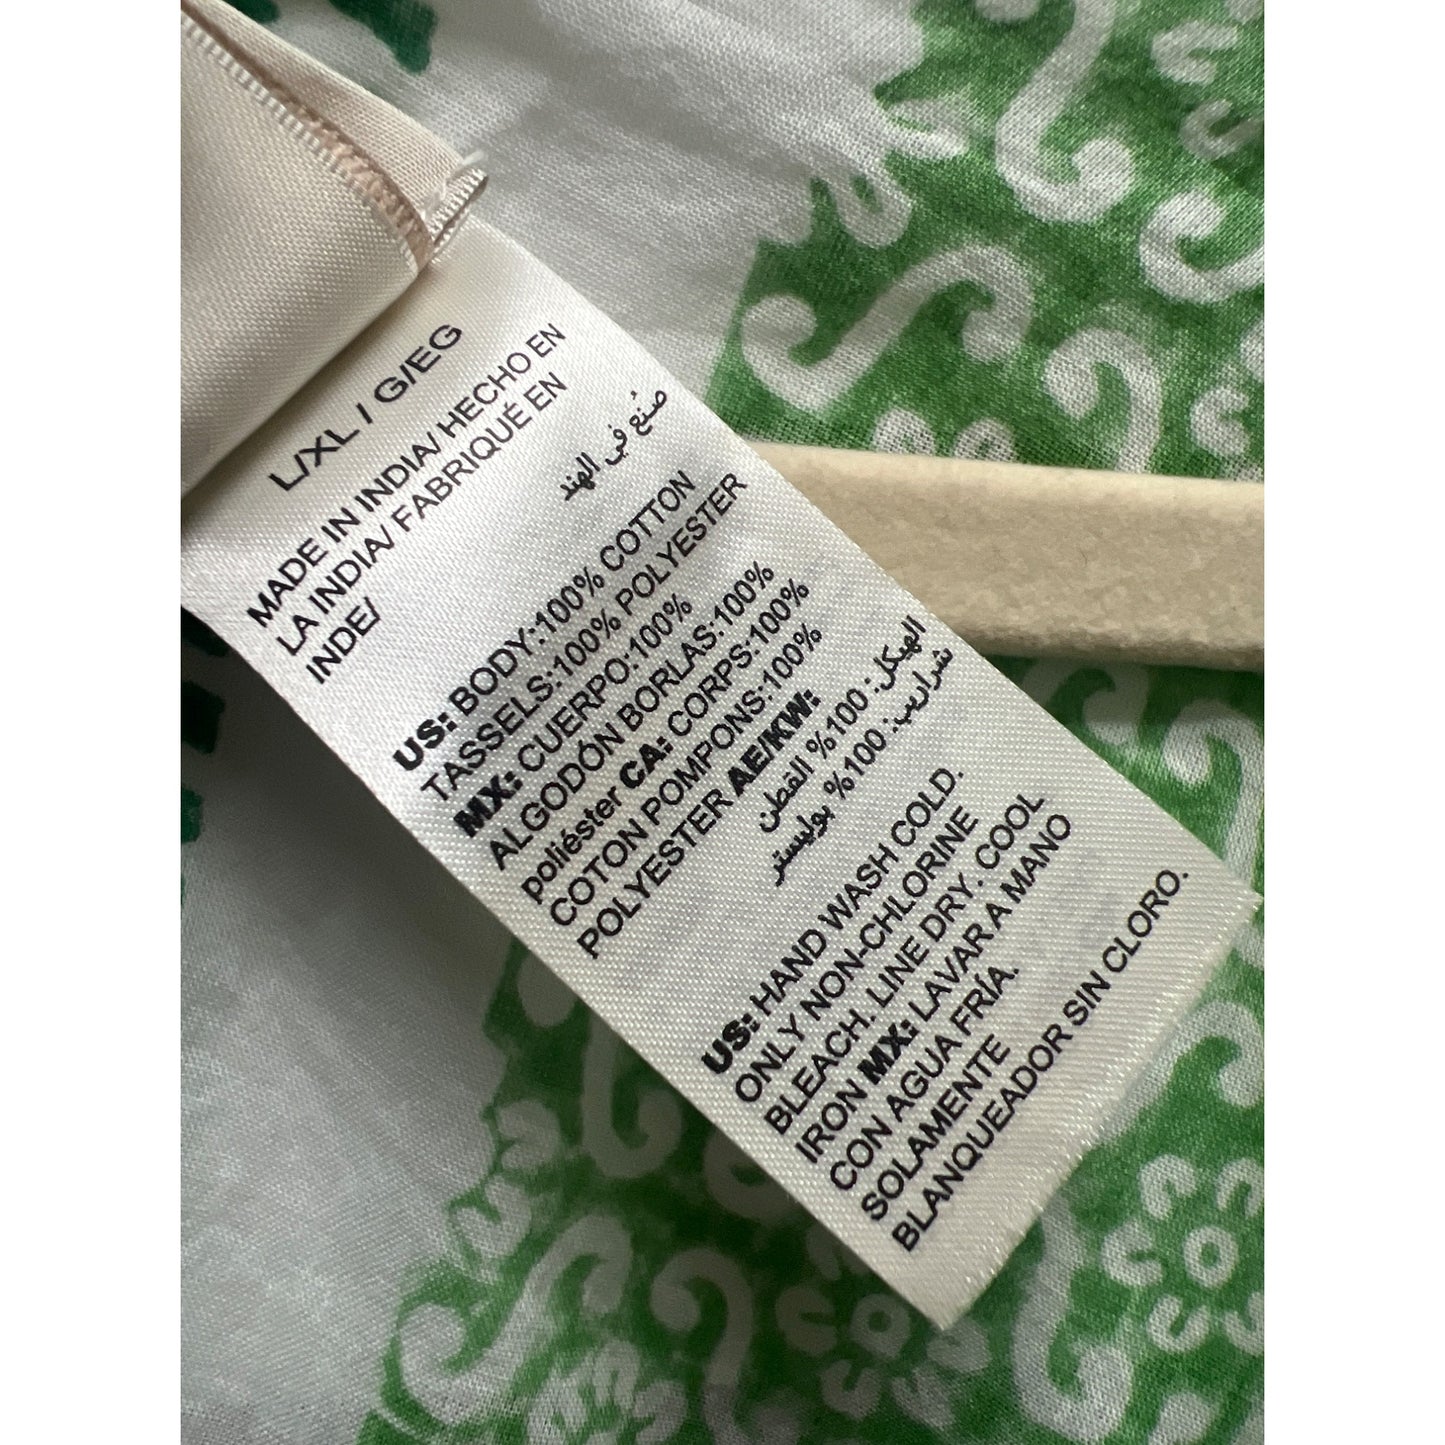 L/XL / G/EG
MADE IN INDIA/ HECHO EN
LA INDIA/ FABRIQUÉ EN
INDE/
صُنع في الهند
US: BODY:100% COTTON
TASSELS:100% POLYESTER
MX: CUERPO:100%
ALGODÓN BORLAS:100%
poliéster CA: CORPS:100%
COTON POMPONS:100%
POLYESTER AE/KW:
الهيكل: 100% القطن
شراريب: 100% بوليستر
US: HAND WASH COLD.
ONLY NON-CHLORINE
BLEACH. LINE DRY. COOL
IRON MX: LAVAR A MANO
CON AGUA FRÍA.
SOLAMENTE
BLANQUEADOR SIN CLORO.